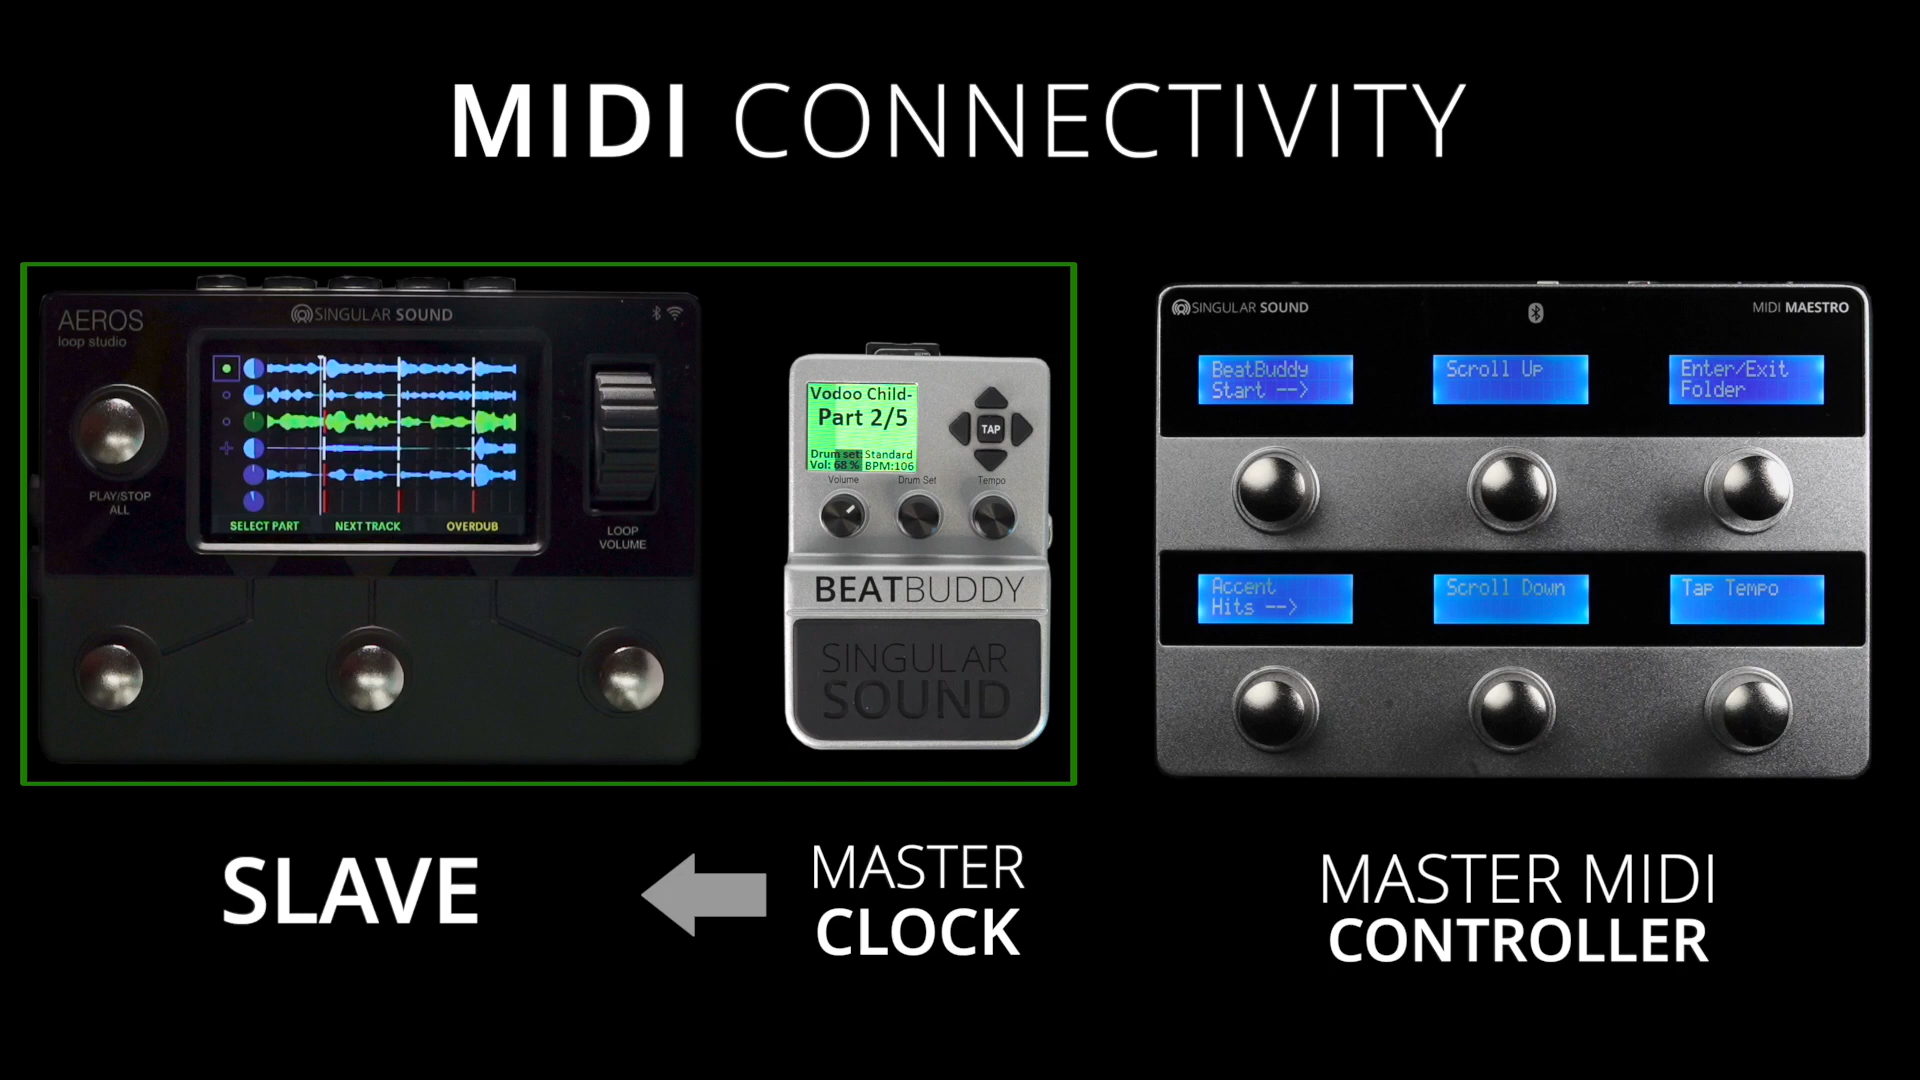 MIDI CONNECTIVITY
AEROS
loop studio
SINGULAR SOUND
PLAY/STOP
ALL
SELECT PART
NEXT TRACK
OVERDUB
LOOP
VOLUME
Vodoo Child-
Part 2/5
Drum set: Standard
Vol: 68 % BPM:106
TAP
Volume
Drum Set
Tempo
BEATBUDDY
SINGULAR
SOUND
SINGULAR SOUND
MIDI MAESTRO
BeatBuddy
Start -->
Scroll Up
Enter/Exit
Folder
Accent
Hits -->
Scroll Down
Tap Tempo
SLAVE
MASTER
CLOCK
MASTER MIDI
CONTROLLER